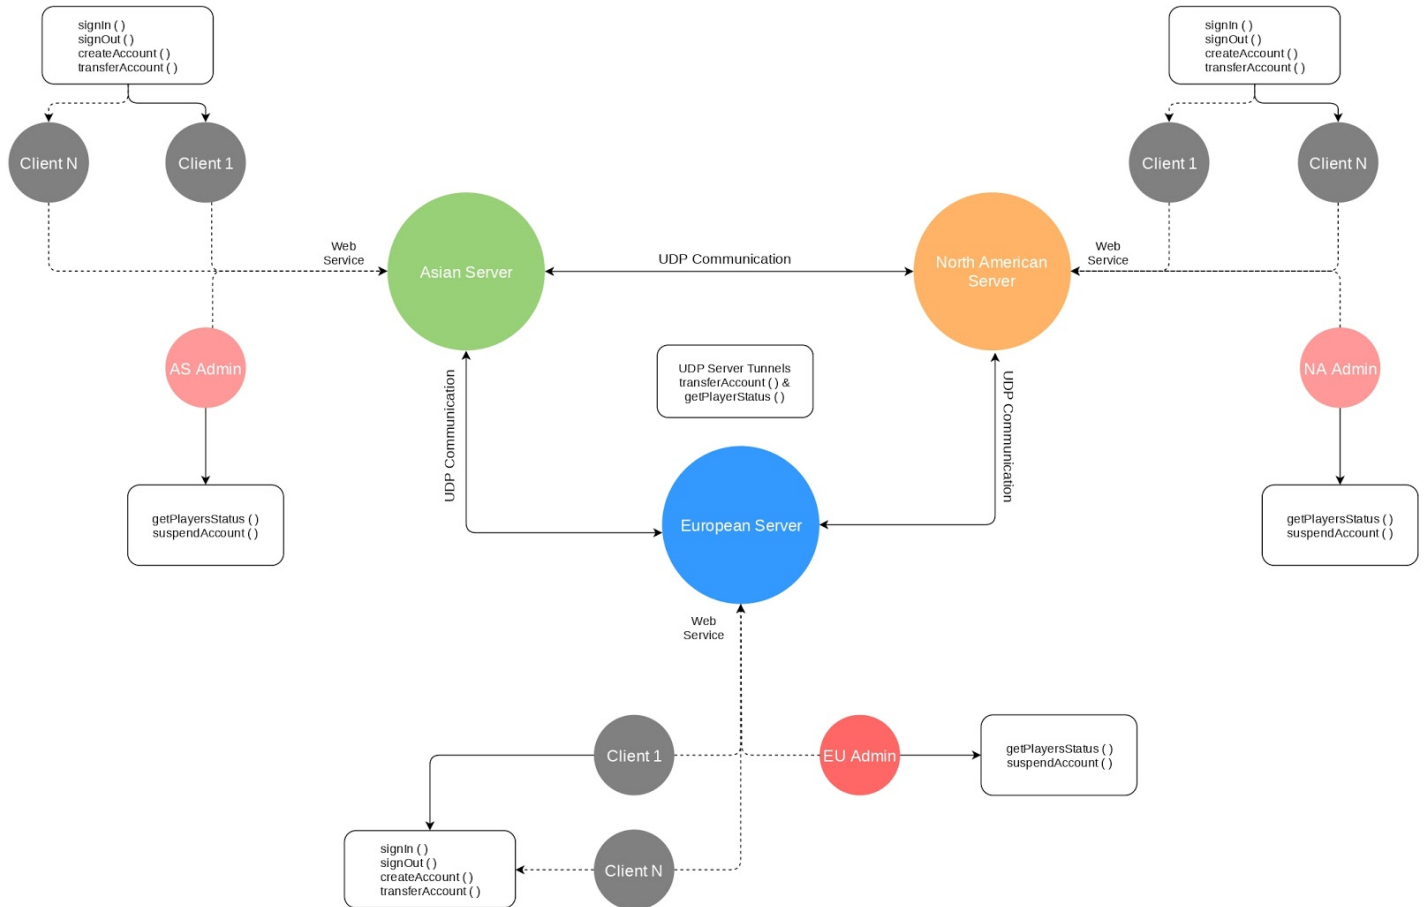 signIn ( )
signOut ( )
createAccount ( )
transferAccount ( )
signIn ( )
signOut ( )
createAccount ( )
transferAccount ( )
Client N
Client 1
Client 1
Client N
Web
Service
Asian Server
UDP Communication
North American
Server
Web
Service
AS Admin
UDP Server Tunnels
transferAccount ( ) &
getPlayerStatus ( )
NA Admin
UDP Communication
UDP Communication
getPlayersStatus ( )
suspendAccount ( )
European Server
getPlayersStatus ( )
suspendAccount ( )
Web
Service
Client 1
EU Admin
getPlayersStatus ( )
suspendAccount ( )
signIn ( )
signOut ( )
createAccount ( )
transferAccount ( )
Client N